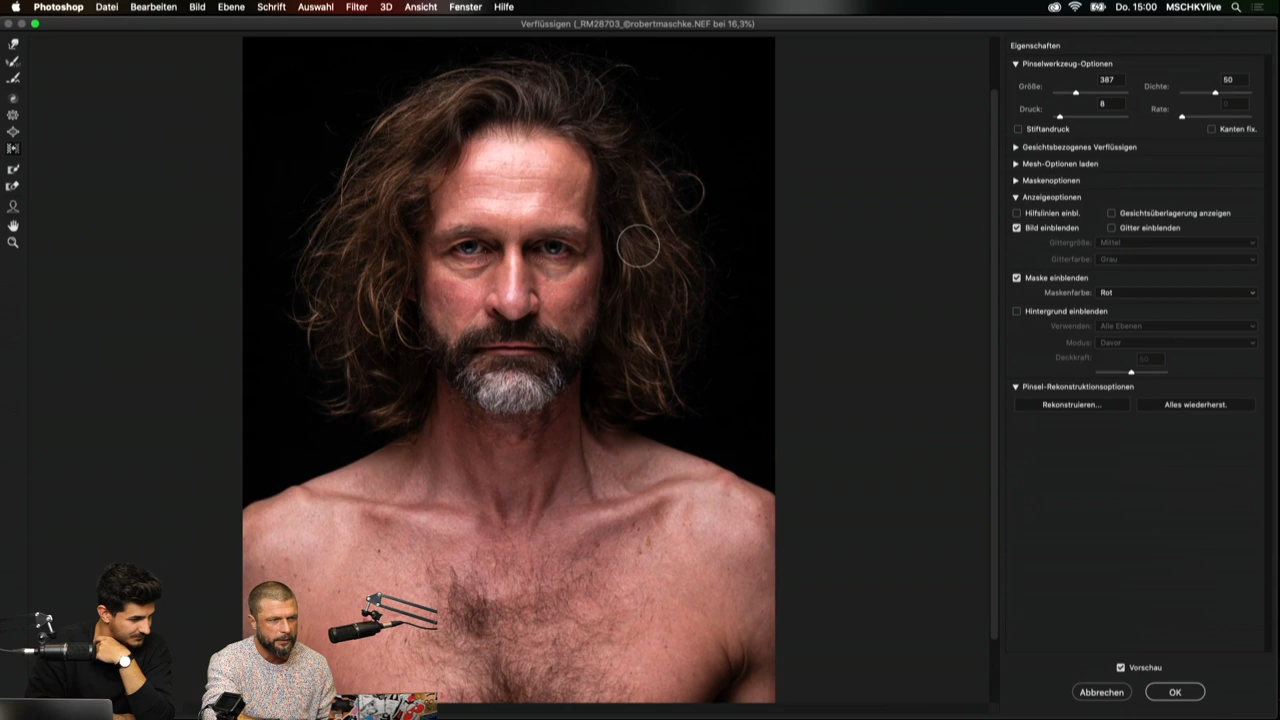 Photoshop Datei Bearbeiten Bild Ebene Schrift Auswahl Filter 3D Ansicht Fenster Hilfe Do. 15:00 MSCHKYlive
Verflüssigen (_RM28703_©robertmaschke.NEF bei 16,3%)
Eigenschaften
Pinselwerkzeug-Optionen
Größe: 387 Dichte: 50
Druck: 8 Rate:
Stiftandruck Kanten fix.
Gesichtsbezogenes Verflüssigen
Mesh-Optionen laden
Maskenoptionen
Anzeigeoptionen
Hilfslinien einbl. Gesichtsüberlagerung anzeigen
Bild einblenden Gitter einblenden
Gittergröße: Mittel
Gitterfarbe: Grau
Maske einblenden
Maskenfarbe: Rot
Hintergrund einblenden
Verwenden: Alle Ebenen
Modus: Davor
Deckkraft:
Pinsel-Rekonstruktionsoptionen
Rekonstruieren... Alles wiederherst.
Vorschau
Abbrechen OK